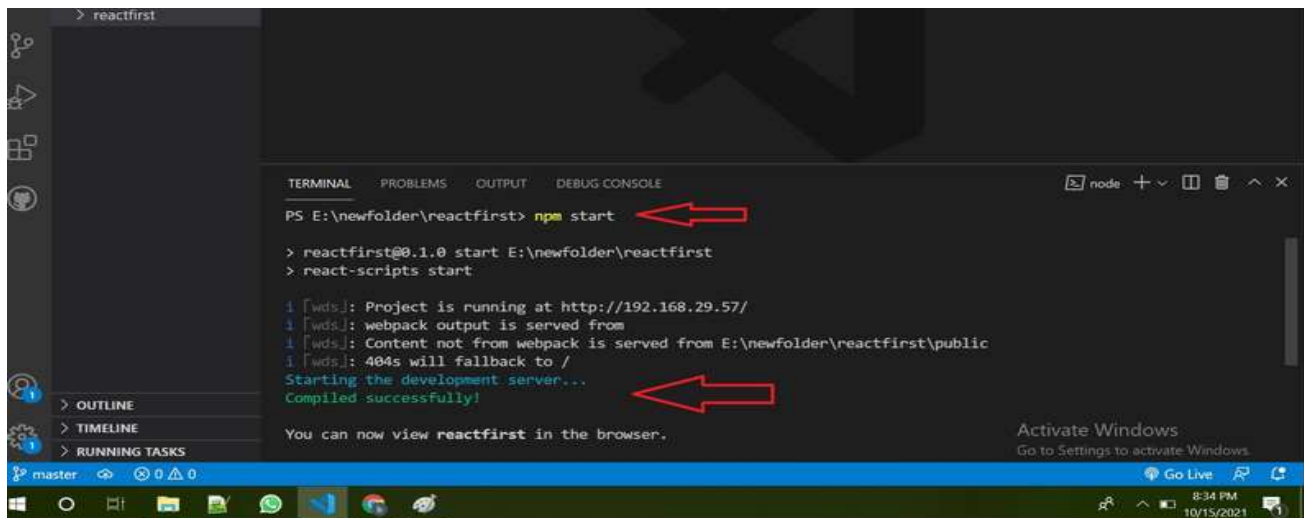 > reactfirst
TERMINAL PROBLEMS OUTPUT DEBUG CONSOLE
node
PS E:\newfolder\reactfirst> npm start
> reactfirst@0.1.0 start E:\newfolder\reactfirst
> react-scripts start
i ｢wds｣: Project is running at http://192.168.29.57/
i ｢wds｣: webpack output is served from
i ｢wds｣: Content not from webpack is served from E:\newfolder\reactfirst\public
i ｢wds｣: 404s will fallback to /
Starting the development server...
Compiled successfully!
You can now view reactfirst in the browser.
> OUTLINE
> TIMELINE
> RUNNING TASKS
1
1
Activate Windows
Go to Settings to activate Windows.
master 0 0
Go Live
8:34 PM
10/15/2021
1